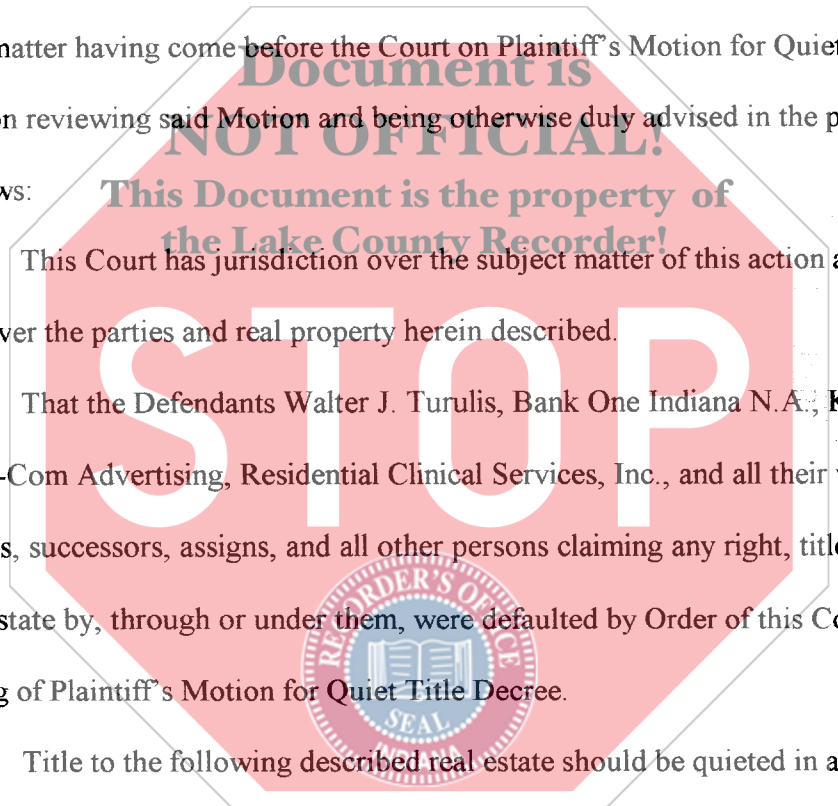 matter having come before the Court on Plaintiff's Motion for Quiet
Document is
n reviewing said Motion and being otherwise duly advised in the p
NOT OFFICIAL!
ws:
This Document is the property of
the Lake County Recorder!
This Court has jurisdiction over the subject matter of this action a
ver the parties and real property herein described.
That the Defendants Walter J. Turulis, Bank One Indiana N.A., K
-Com Advertising, Residential Clinical Services, Inc., and all their
s, successors, assigns, and all other persons claiming any right, title
state by, through or under them, were defaulted by Order of this Co
g of Plaintiff's Motion for Quiet Title Decree.
Title to the following described real estate should be quieted in a
STOP
RECORDER'S OFFICE
SEAL
INDIANA